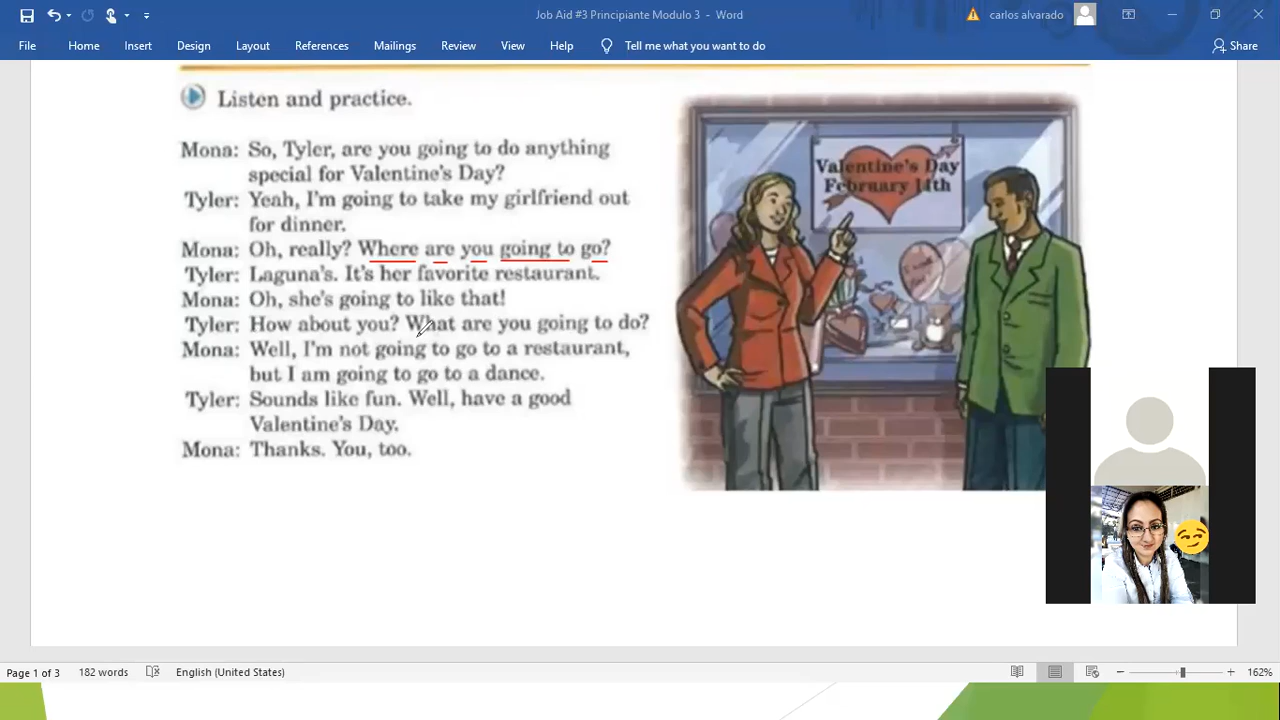 Job Aid #3 Principiante Modulo 3 - Word
carlos alvarado
File Home Insert Design Layout References Mailings Review View Help Tell me what you want to do Share
Listen and practice.
Mona: So, Tyler, are you going to do anything
special for Valentine's Day?
Tyler: Yeah, I'm going to take my girlfriend out
for dinner.
Mona: Oh, really? Where are you going to go?
Tyler: Laguna's. It's her favorite restaurant.
Mona: Oh, she's going to like that!
Tyler: How about you? What are you going to do?
Mona: Well, I'm not going to go to a restaurant,
but I am going to go to a dance.
Tyler: Sounds like fun. Well, have a good
Valentine's Day.
Mona: Thanks. You, too.
Valentine's Day
February 14th
Page 1 of 3 182 words English (United States) 162%